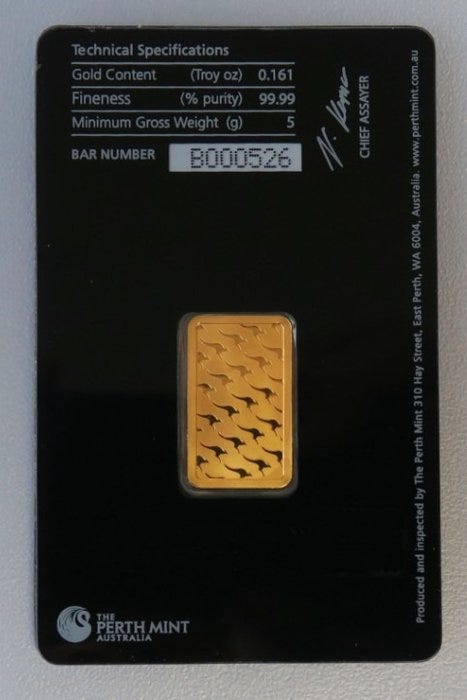 Technical Specifications
Gold Content (Troy oz) 0.161
Fineness (% purity) 99.99
Minimum Gross Weight (g) 5
BAR NUMBER B000526
CHIEF ASSAYER
Produced and inspected by The Perth Mint 310 Hay Street, East Perth, WA 6004, Australia. www.perthmint.com.au
THE
PERTH MINT
AUSTRALIA